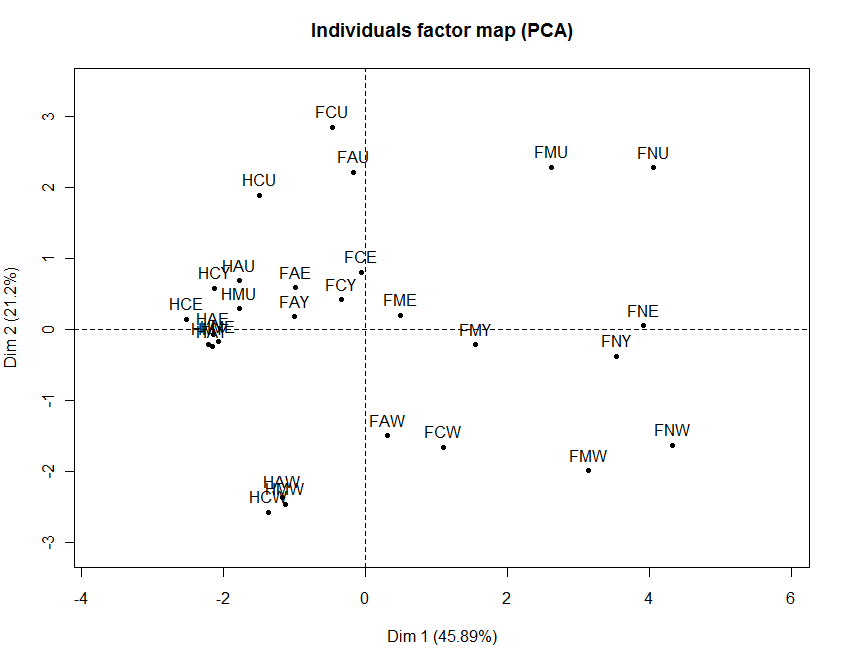 Individuals factor map (PCA)
3
2
1
0
-1
-2
-3
Dim 2 (21.2%)
FCU
FAU
FMU
FNU
HCU
FCE
HAU
HCY
FAE
FCY
HMU
FAY
FME
HCE
FNE
HAE
FMY
FNY
FAW
FCW
FNW
FMW
HAW
HMW
HCW
-4
-2
0
2
4
6
Dim 1 (45.89%)